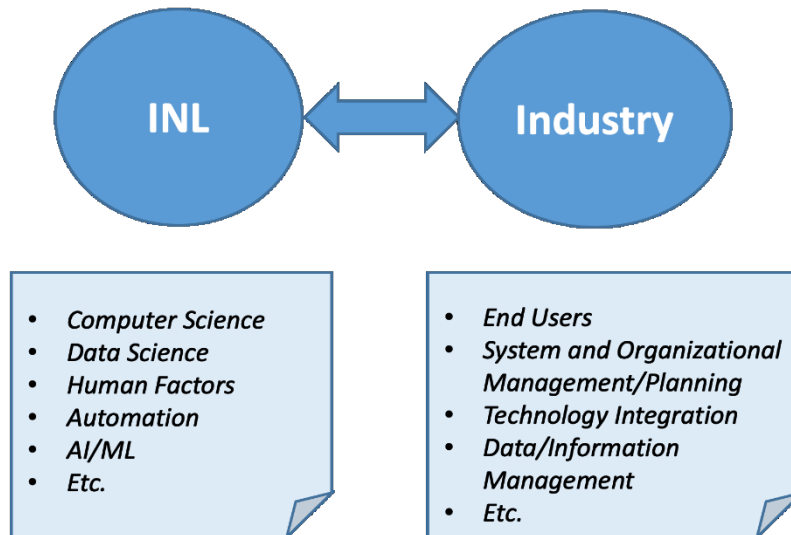 INL
Industry
• Computer Science
• Data Science
• Human Factors
• Automation
• AI/ML
• Etc.
• End Users
• System and Organizational
Management/Planning
• Technology Integration
• Data/Information
Management
• Etc.